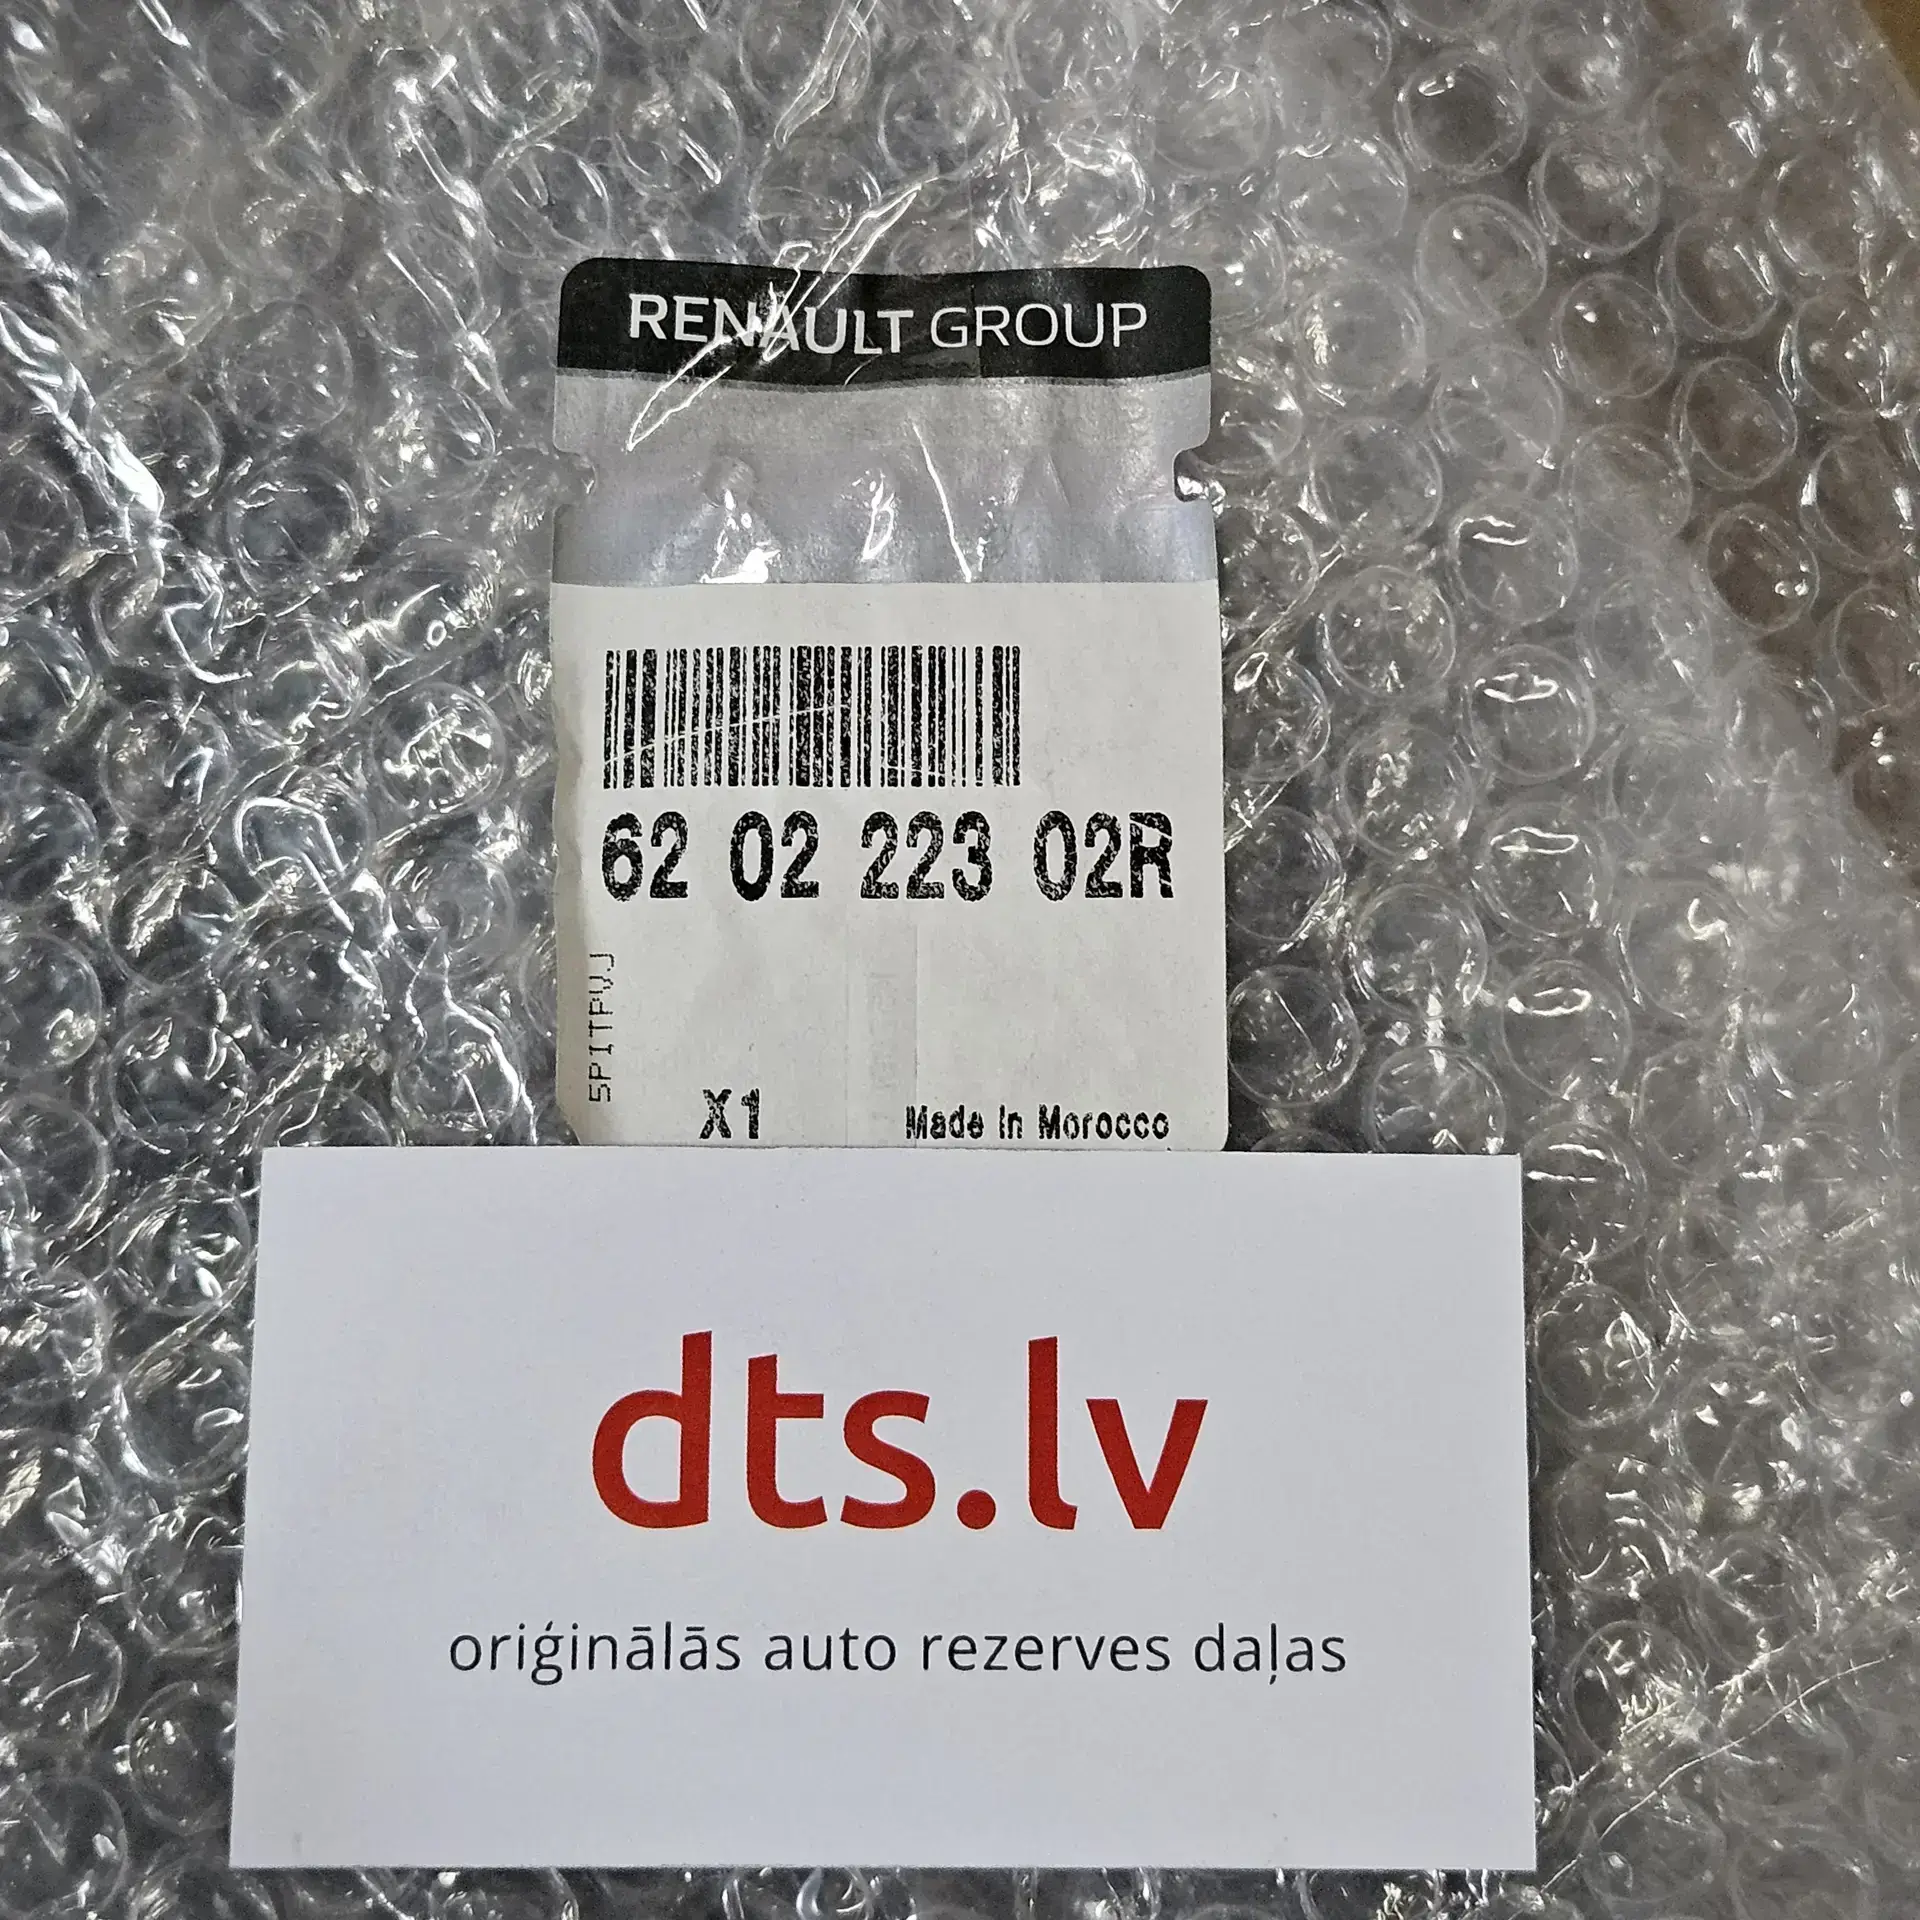 RENAULT GROUP
62 02 223 02R
5PITPVJ
X1 Made In Morocco
dts.lv
oriģinālās auto rezerves daļas